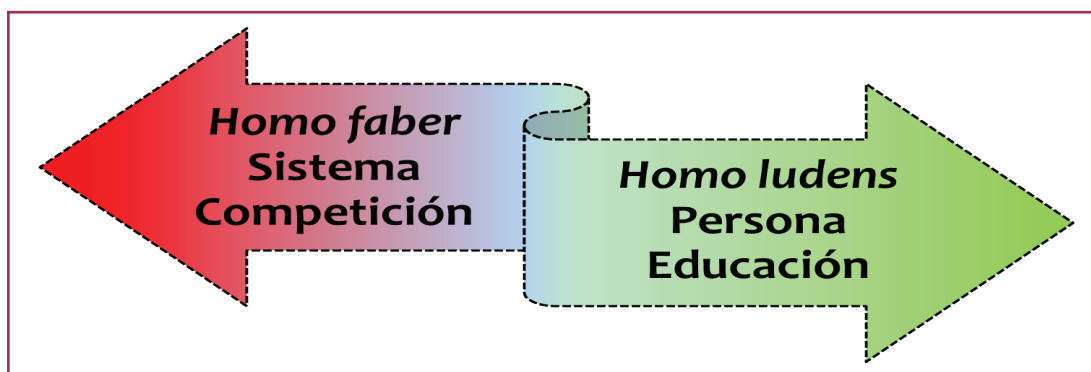 Homo faber
Sistema
Competición
Homo ludens
Persona
Educación